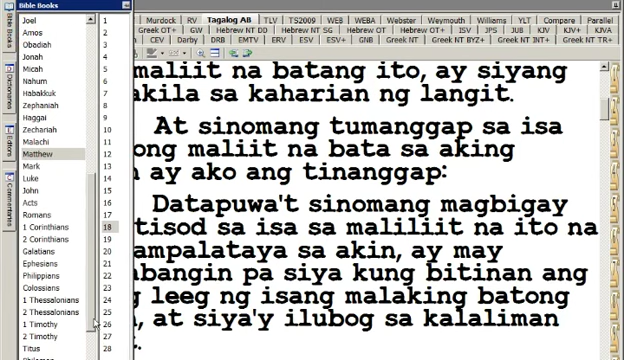 Bible Books
Joel
Amos
Obadiah
Jonah
Micah
Nahum
Habakkuk
Zephaniah
Haggai
Zechariah
Malachi
Matthew
Mark
Luke
John
Acts
Romans
1 Corinthians
2 Corinthians
Galatians
Ephesians
Philippians
Colossians
1 Thessalonians
2 Thessalonians
1 Timothy
2 Timothy
Titus
Philemon
1
2
3
4
5
6
7
8
9
10
11
12
13
14
15
16
17
18
19
20
21
22
23
24
25
26
27
28
Bible Books
Dictionaries
Editors
Commentaries
Murdock RV Tagalog AB TLV TS2009 WEB WEBA Webster Weymouth Williams YLT Compare Parallel
Greek OT+ GW Hebrew NT DD Hebrew NT SG Hebrew OT Hebrew OT+ ISV JPS JUB KJV KJV+ KJVA
CEV Darby DRB EMTV ERV ESV ESV+ GNB Greek NT Greek NT BYZ+ Greek NT INT+ Greek NT TR+
maliit na batang ito, ay siyang
akila sa kaharian ng langit.
At sinomang tumanggap sa isa
ong maliit na bata sa aking
n ay ako ang tinanggap:
Datapuwa't sinomang magbigay
tisod sa isa sa maliliit na ito na
ampalataya sa akin, ay may
abangin pa siya kung bitinan ang
g leeg ng isang malaking batong
, at siya'y ilubog sa kalaliman
t.